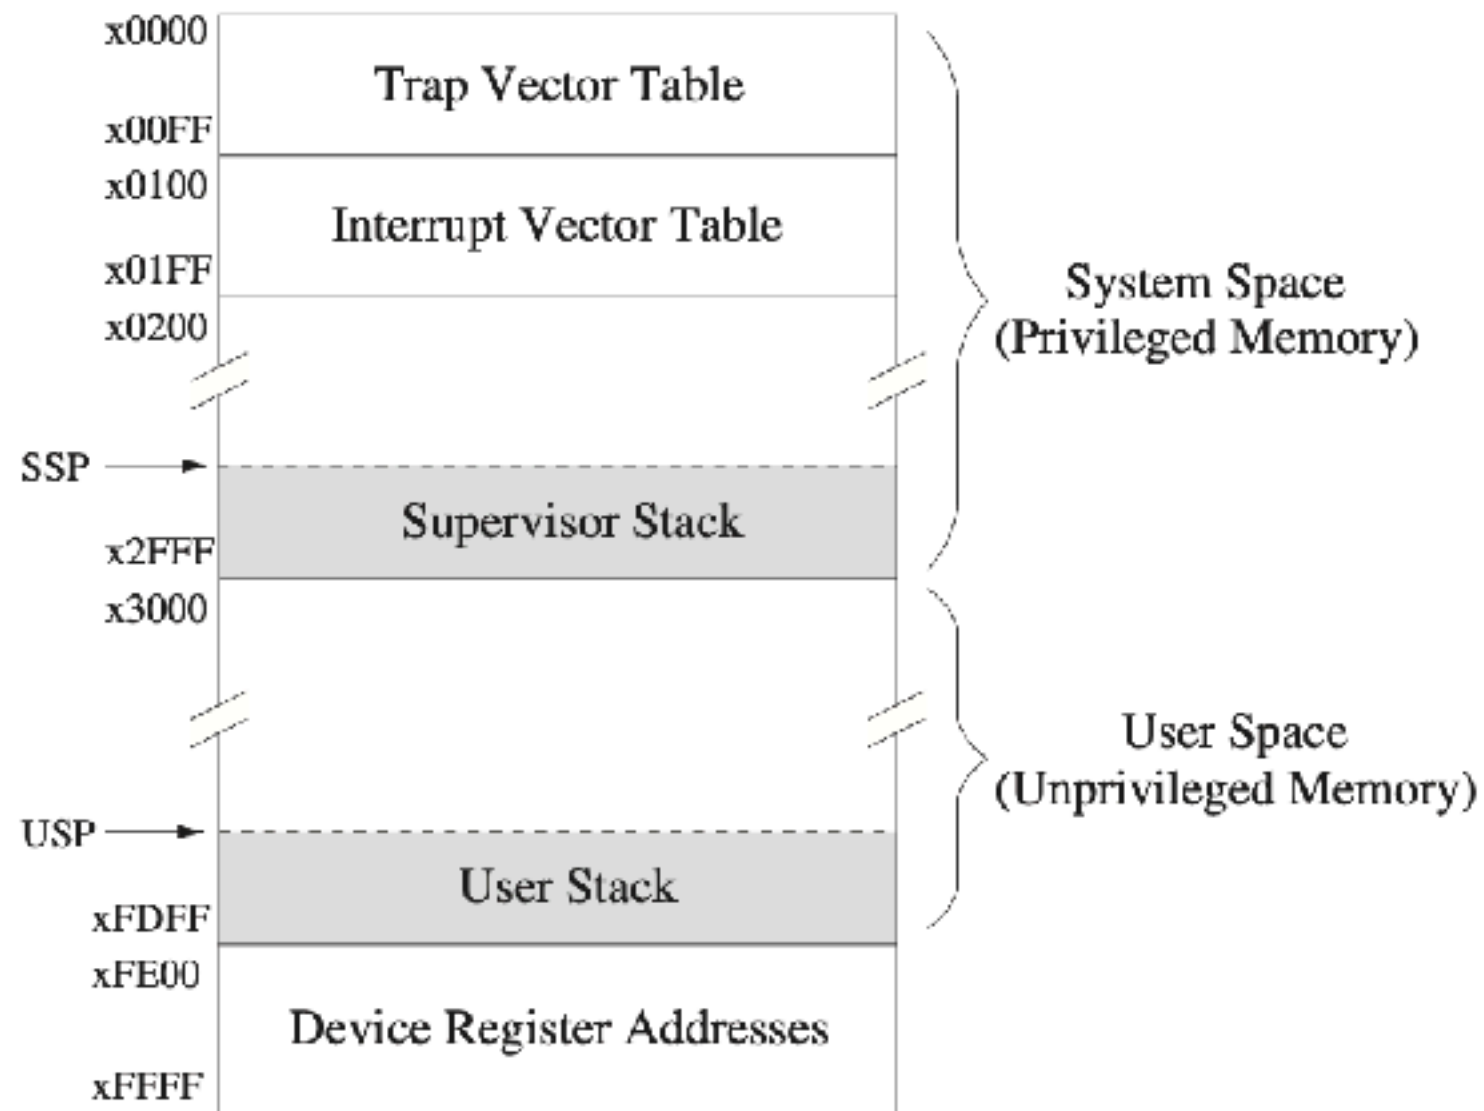 x0000
Trap Vector Table
x00FF
x0100
Interrupt Vector Table
x01FF
x0200
System Space
(Privileged Memory)
SSP
Supervisor Stack
x2FFF
x3000
User Space
(Unprivileged Memory)
USP
User Stack
xFDFF
xFE00
Device Register Addresses
xFFFF